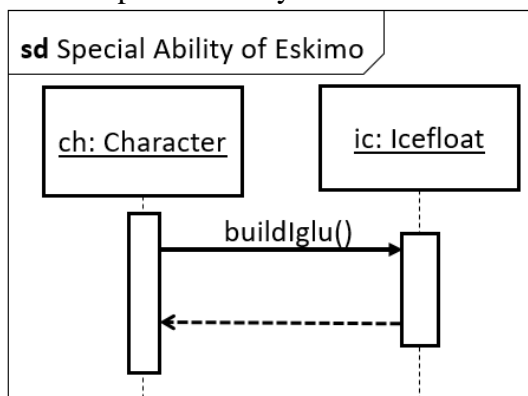 sd Special Ability of Eskimo
ch: Character
ic: Icefloat
buildIglu()